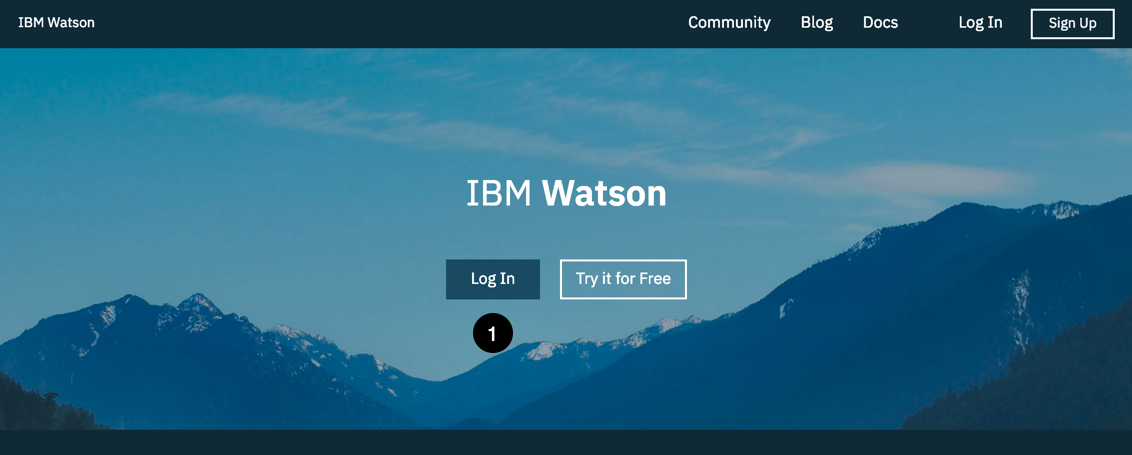 IBM Watson
Community Blog Docs Log In Sign Up
IBM Watson
Log In Try it for Free
1